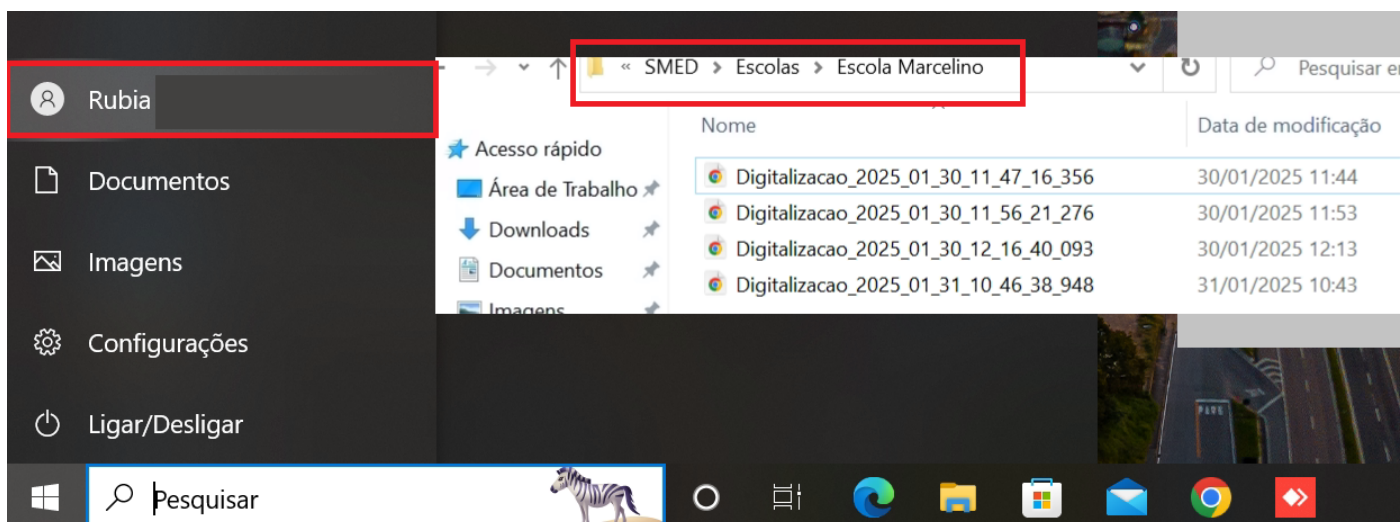 Rubia
Documentos
Imagens
Configurações
Ligar/Desligar
Pesquisar
« SMED > Escolas > Escola Marcelino
Pesquisar
Acesso rápido
Área de Trabalho
Downloads
Documentos
Imagens
Nome
Data de modificação
Digitalizacao_2025_01_30_11_47_16_356 30/01/2025 11:44
Digitalizacao_2025_01_30_11_56_21_276 30/01/2025 11:53
Digitalizacao_2025_01_30_12_16_40_093 30/01/2025 12:13
Digitalizacao_2025_01_31_10_46_38_948 31/01/2025 10:43